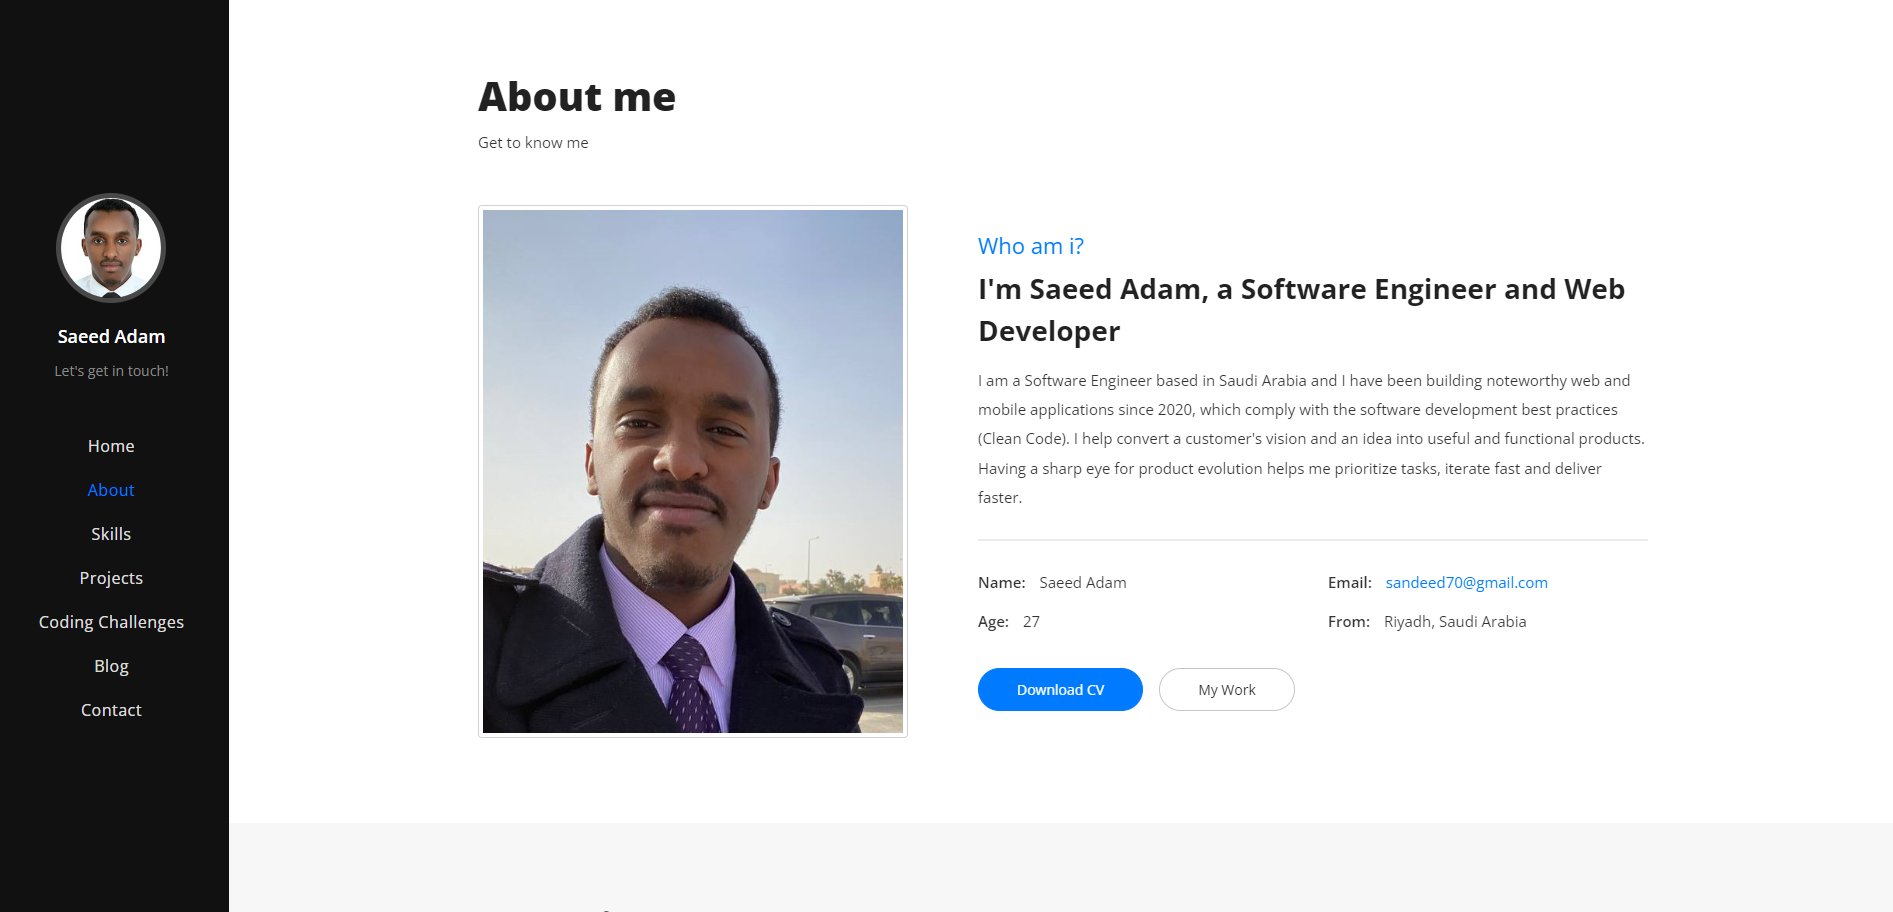 Saeed Adam
Let's get in touch!
Home
About
Skills
Projects
Coding Challenges
Blog
Contact
About me
Get to know me
Who am i?
I'm Saeed Adam, a Software Engineer and Web
Developer
I am a Software Engineer based in Saudi Arabia and I have been building noteworthy web and
mobile applications since 2020, which comply with the software development best practices
(Clean Code). I help convert a customer's vision and an idea into useful and functional products.
Having a sharp eye for product evolution helps me prioritize tasks, iterate fast and deliver
faster.
Name: Saeed Adam
Email: sandeed70@gmail.com
Age: 27
From: Riyadh, Saudi Arabia
Download CV
My Work